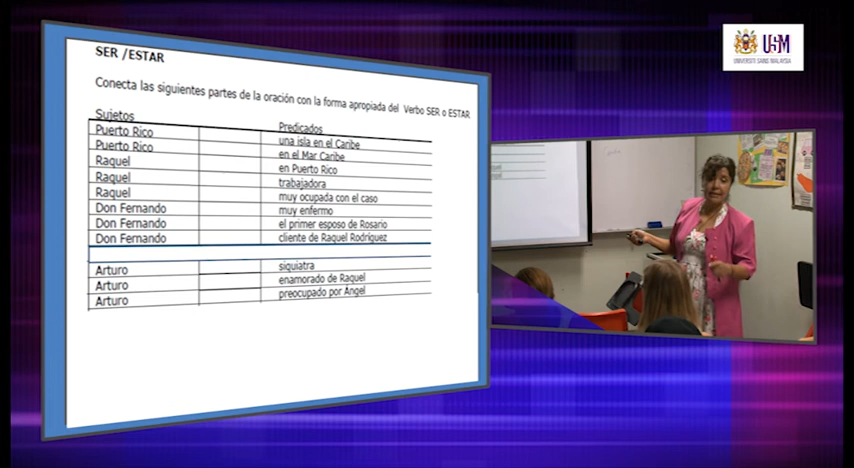 SER /ESTAR
Conecta las siguientes partes de la oración con la forma apropiada del Verbo SER o ESTAR
Sujetos Predicados
Puerto Rico una isla en el Caribe
Puerto Rico en el Mar Caribe
Raquel en Puerto Rico
Raquel trabajadora
Raquel muy ocupada con el caso
Don Fernando muy enfermo
Don Fernando el primer esposo de Rosario
Don Fernando cliente de Raquel Rodríguez
Arturo siquiatra
Arturo enamorado de Raquel
Arturo preocupado por Ángel
USM
UNIVERSITI SAINS MALAYSIA